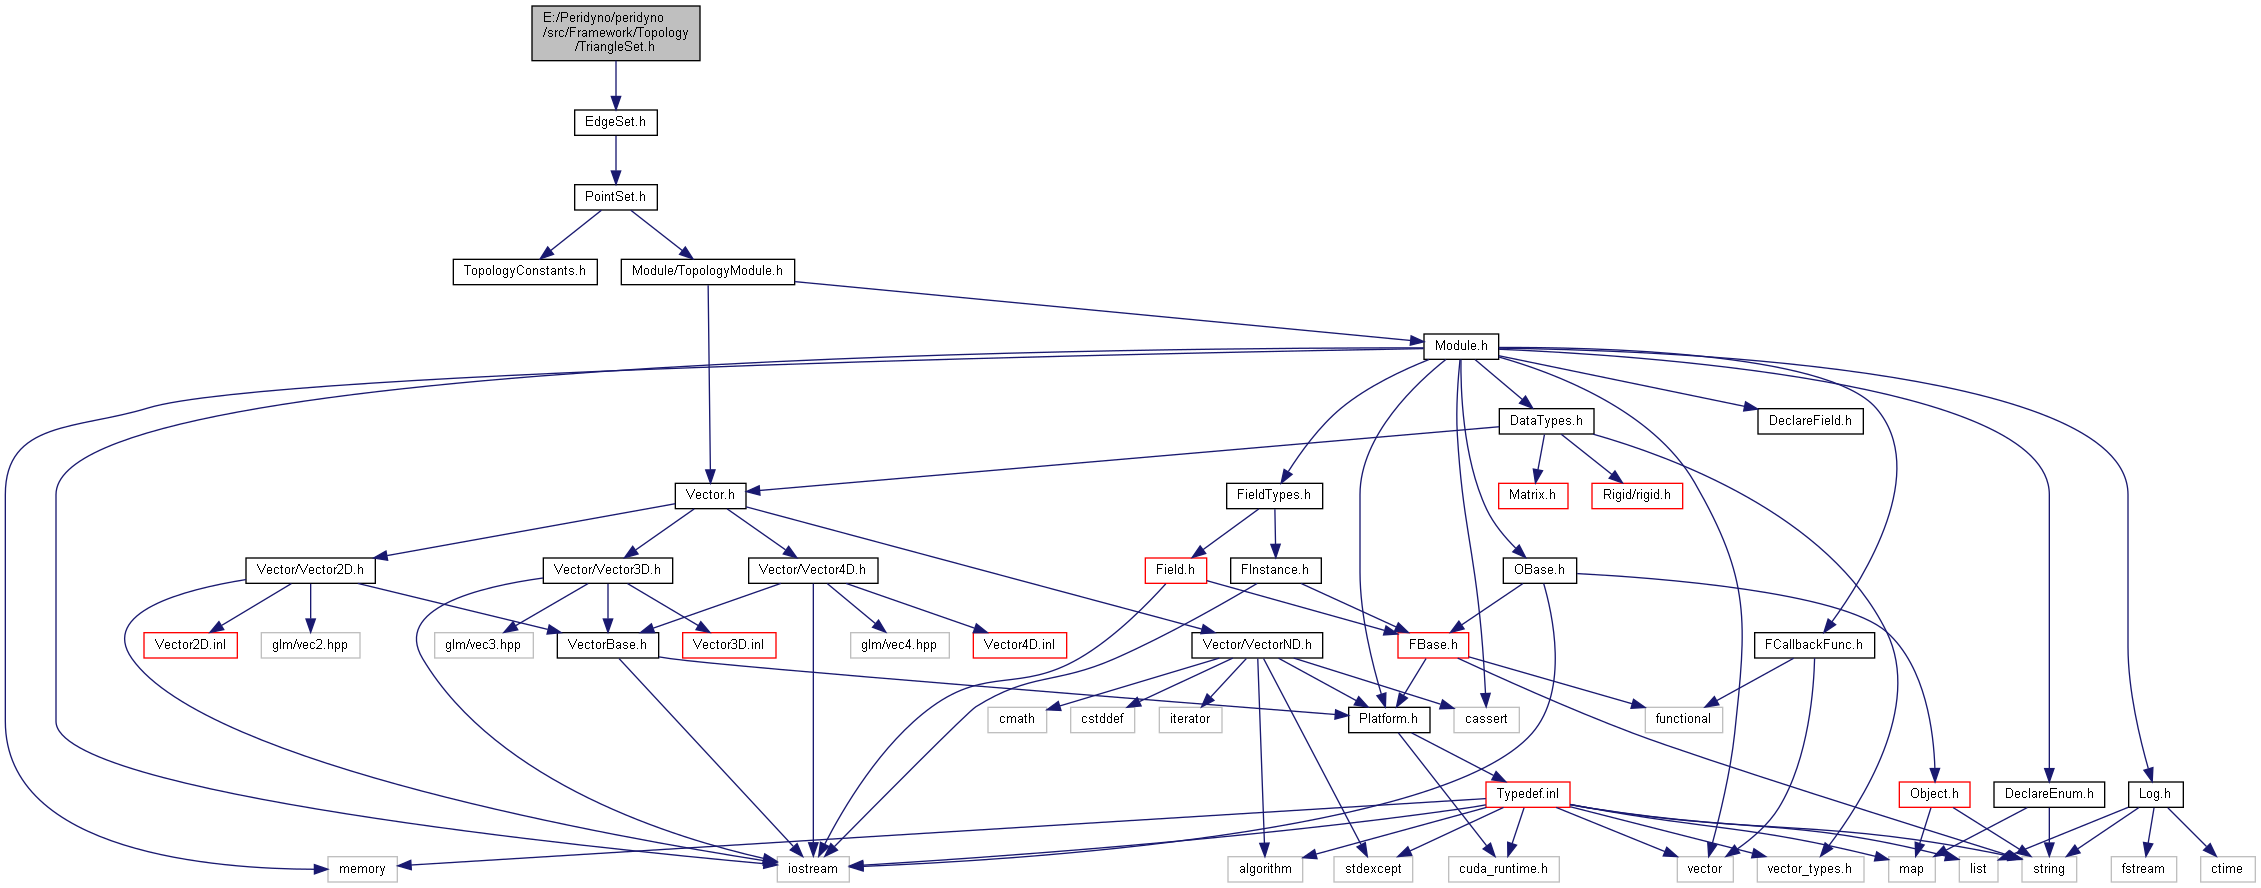 E:/Peridyno/peridyno
/src/Framework/Topology
/TriangleSet.h
EdgeSet.h
PointSet.h
TopologyConstants.h
Module/TopologyModule.h
Module.h
DataTypes.h
DeclareField.h
Vector.h
FieldTypes.h
Matrix.h
Rigid/rigid.h
Vector/Vector2D.h
Vector/Vector3D.h
Vector/Vector4D.h
Field.h
FInstance.h
OBase.h
Vector2D.inl
glm/vec2.hpp
glm/vec3.hpp
VectorBase.h
Vector3D.inl
glm/vec4.hpp
Vector4D.inl
Vector/VectorND.h
FBase.h
FCallbackFunc.h
cmath
cstddef
iterator
Platform.h
cassert
functional
Typedef.inl
Object.h
DeclareEnum.h
Log.h
memory
iostream
algorithm
stdexcept
cuda_runtime.h
vector
vector_types.h
map
list
string
fstream
ctime